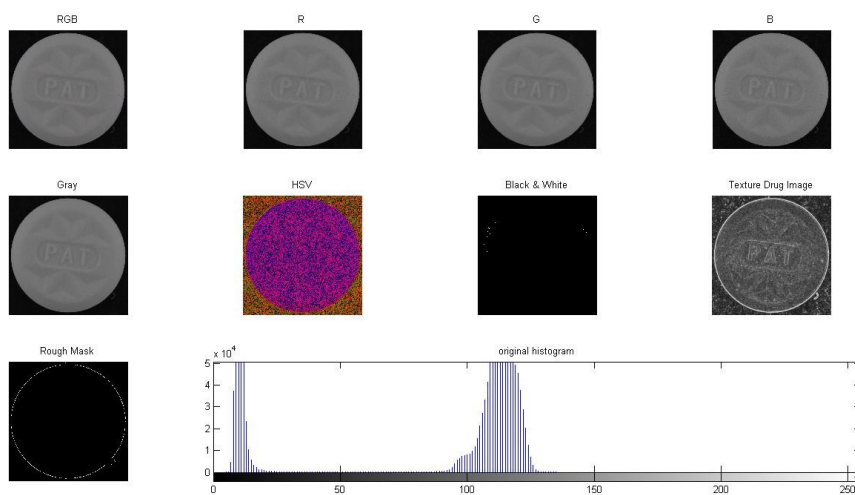 RGB
R
G
B
PAT
PAT
PAT
PAT
Gray
HSV
Black & White
Texture Drug Image
PAT
PAT
Rough Mask
original histogram
x 10^4
5
4
3
2
1
0
0
50
100
150
200
250